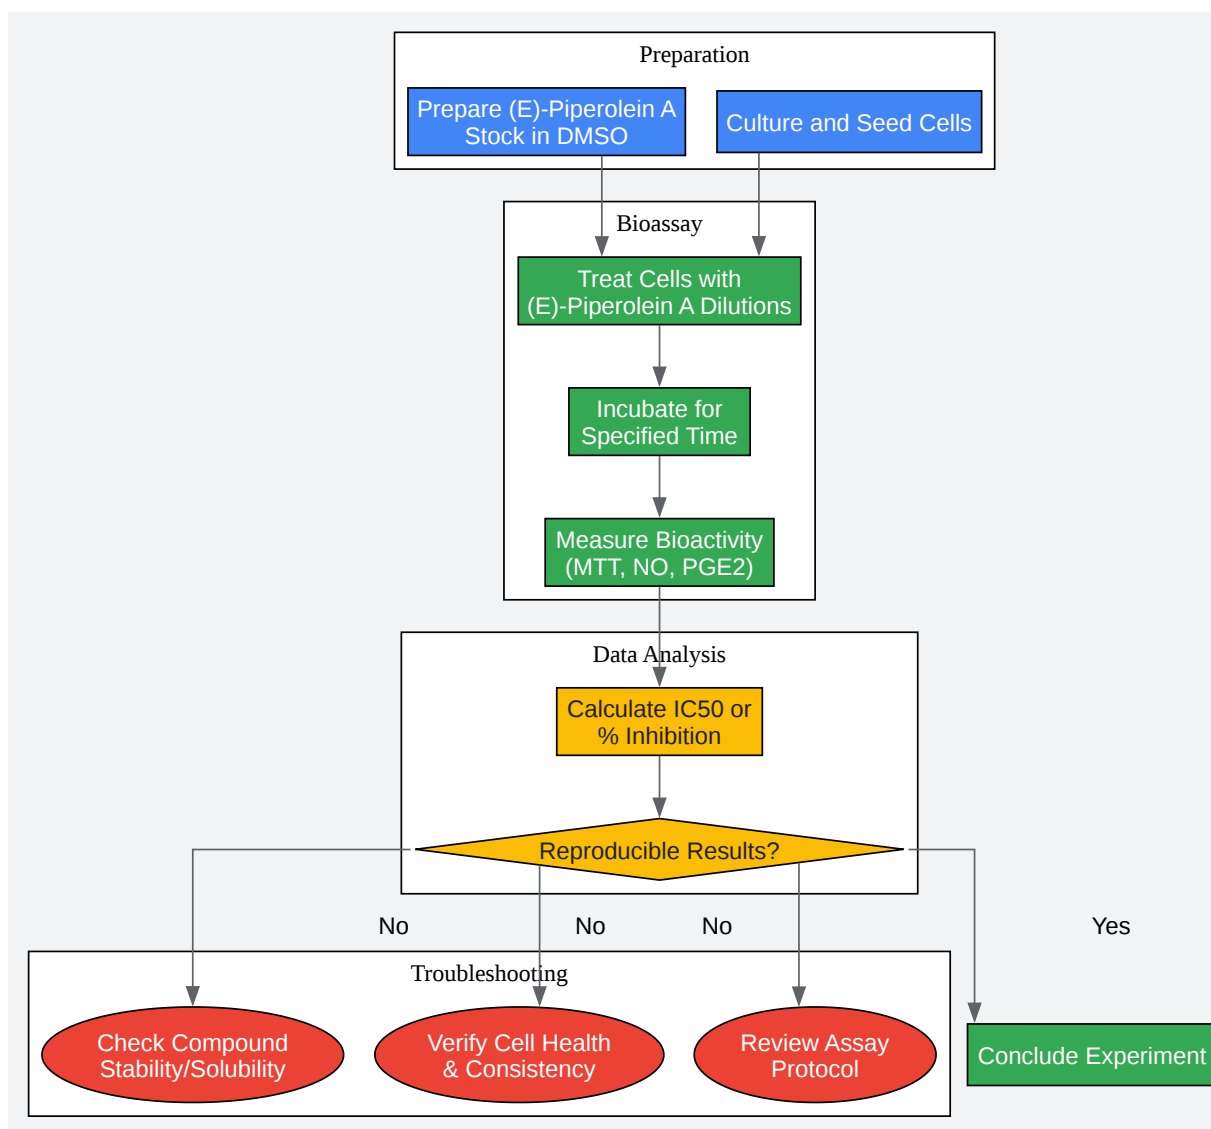 Preparation
Prepare (E)-Piperolein A
Stock in DMSO
Culture and Seed Cells
Bioassay
Treat Cells with
(E)-Piperolein A Dilutions
Incubate for
Specified Time
Measure Bioactivity
(MTT, NO, PGE2)
Data Analysis
Calculate IC50 or
% Inhibition
Reproducible Results?
No
No
No
Yes
Troubleshooting
Check Compound
Stability/Solubility
Verify Cell Health
& Consistency
Review Assay
Protocol
Conclude Experiment